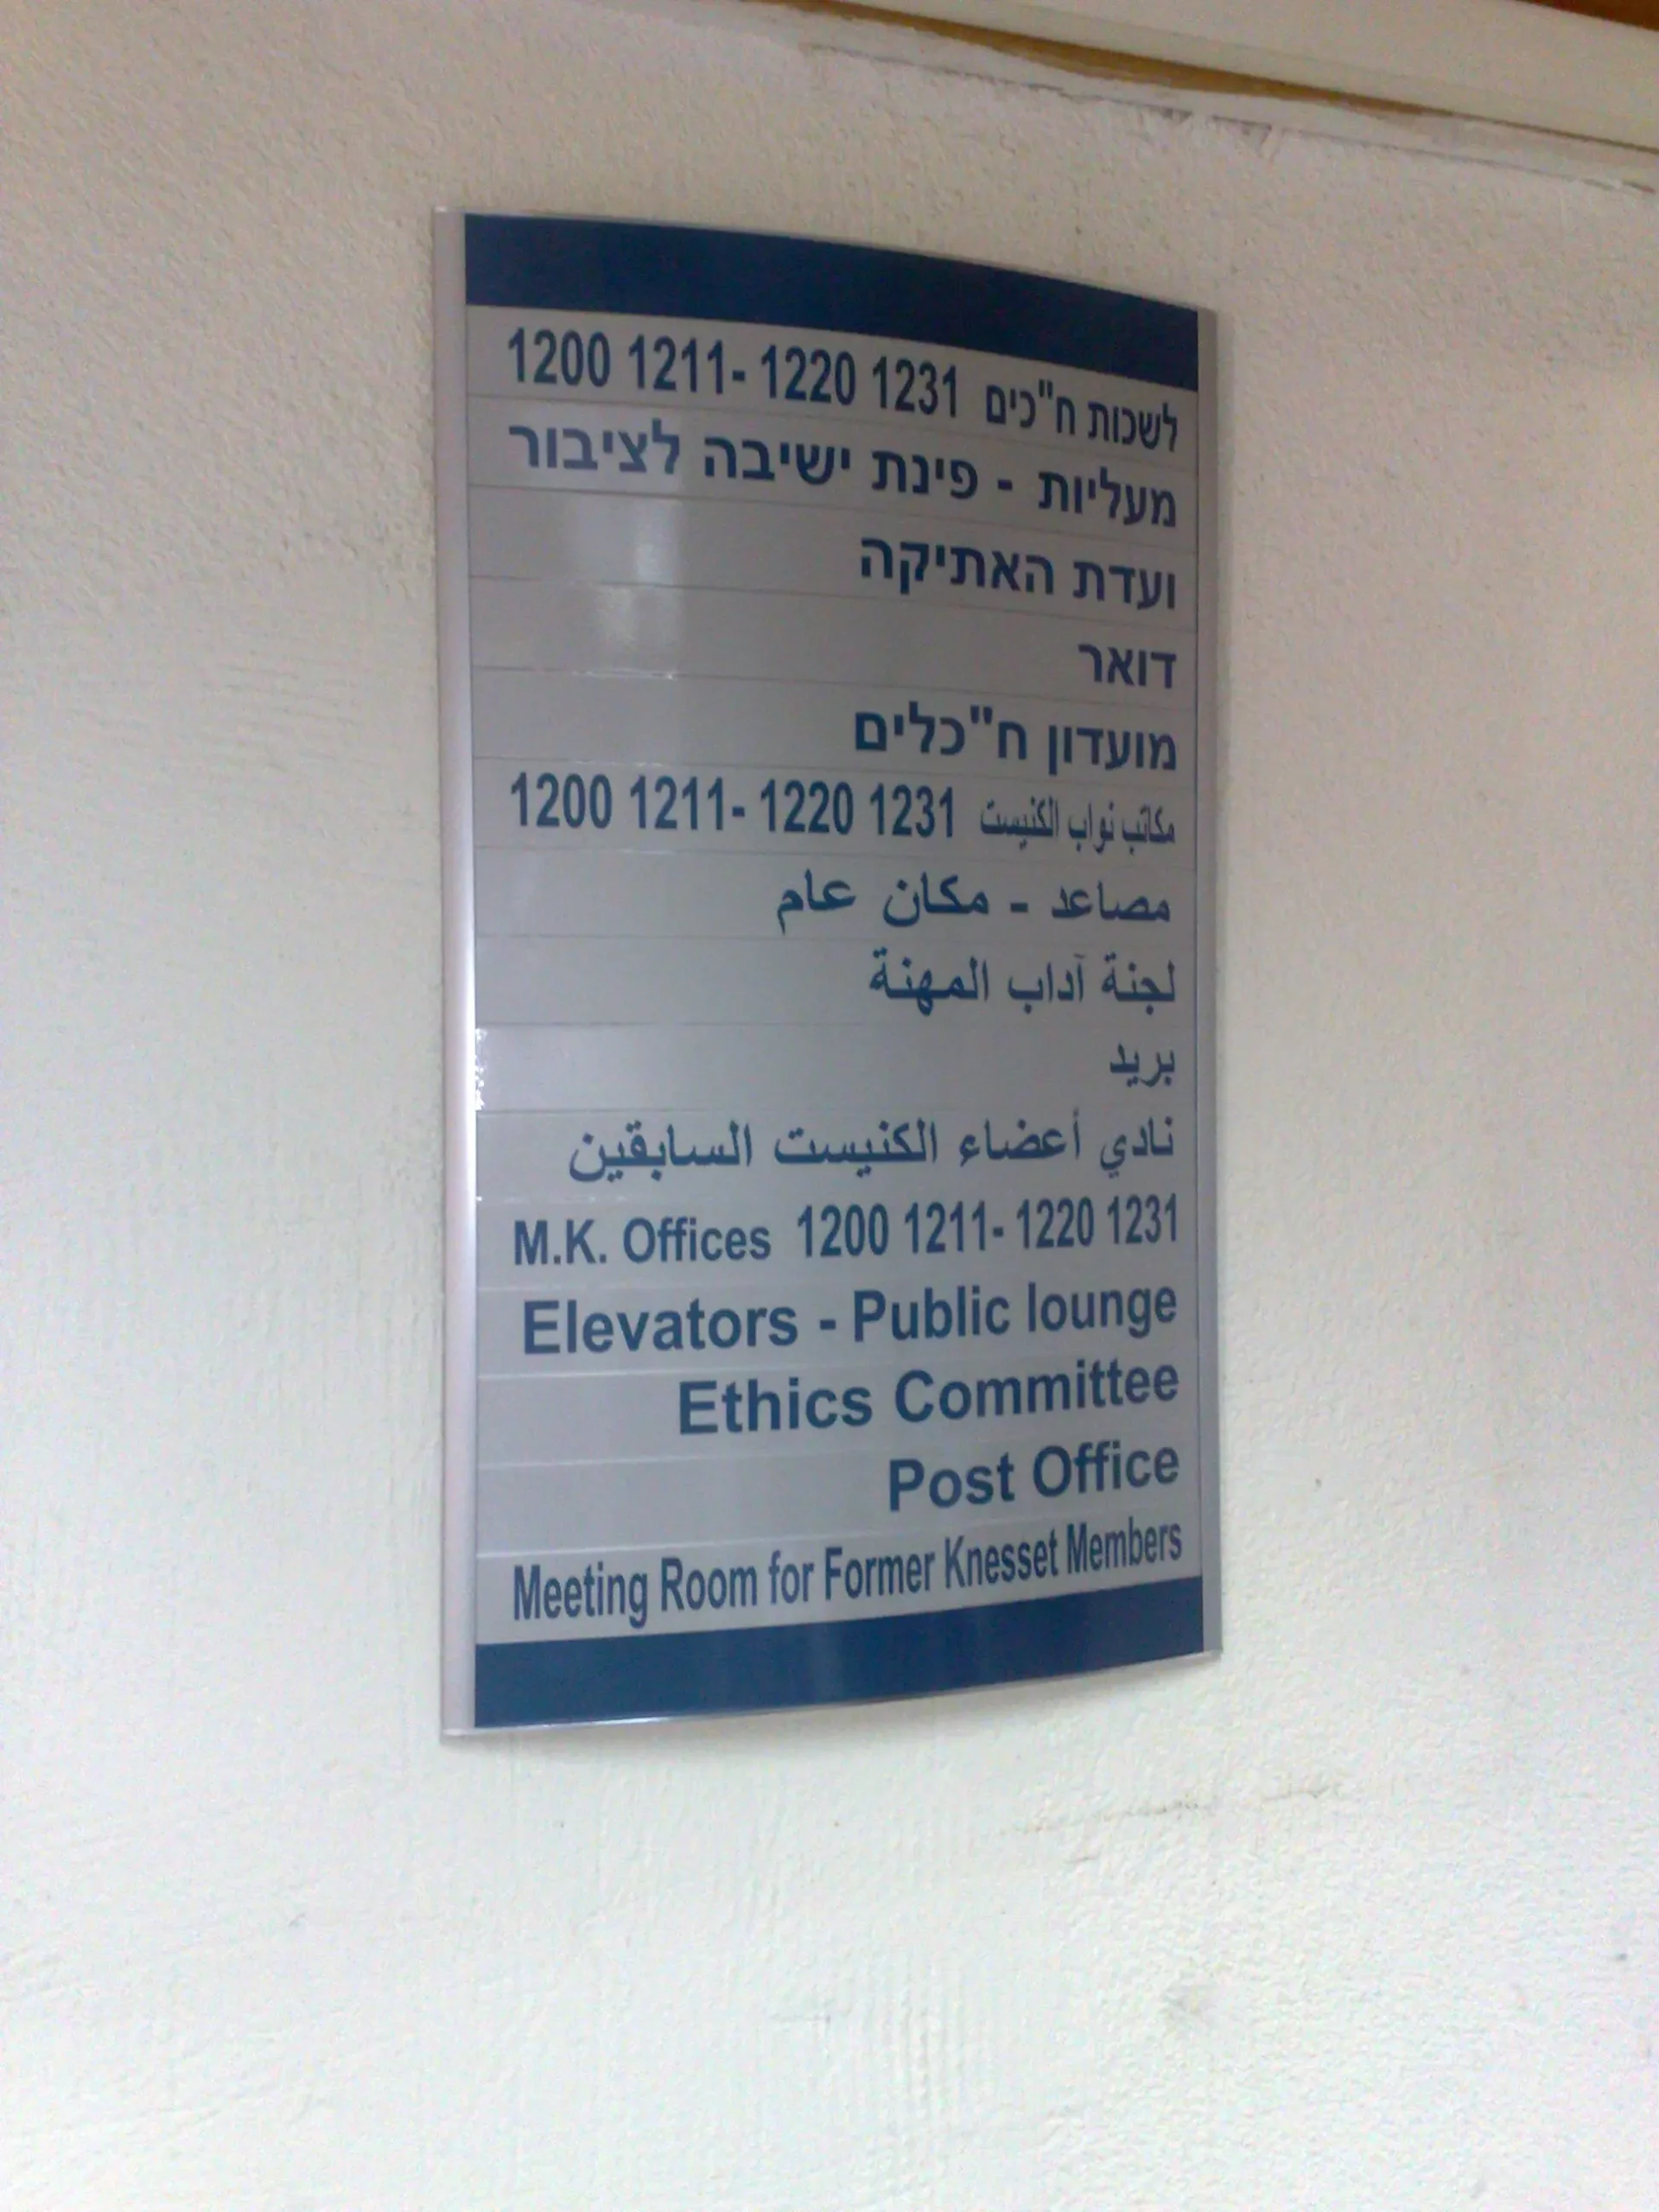 לשכות ח"כים 1200 1211- 1220 1231
מעליות - פינת ישיבה לציבור
ועדת האתיקה
דואר
מועדון ח"כלים
مكاتب نواب الكنيست 1200 1211- 1220 1231
مصاعد - مكان عام
لجنة آداب المهنة
بريد
نادي أعضاء الكنيست السابقين
M.K. Offices 1200 1211- 1220 1231
Elevators - Public lounge
Ethics Committee
Post Office
Meeting Room for Former Knesset Members